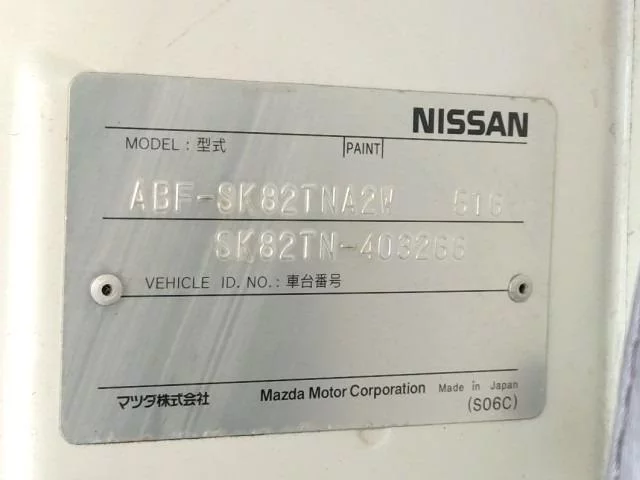 NISSAN
MODEL : 型式 PAINT
ABF-SK82TNA2W 51G
SK82TN-403266
VEHICLE ID. NO. : 車台番号
マツダ株式会社 Mazda Motor Corporation Made in Japan
(S06C)